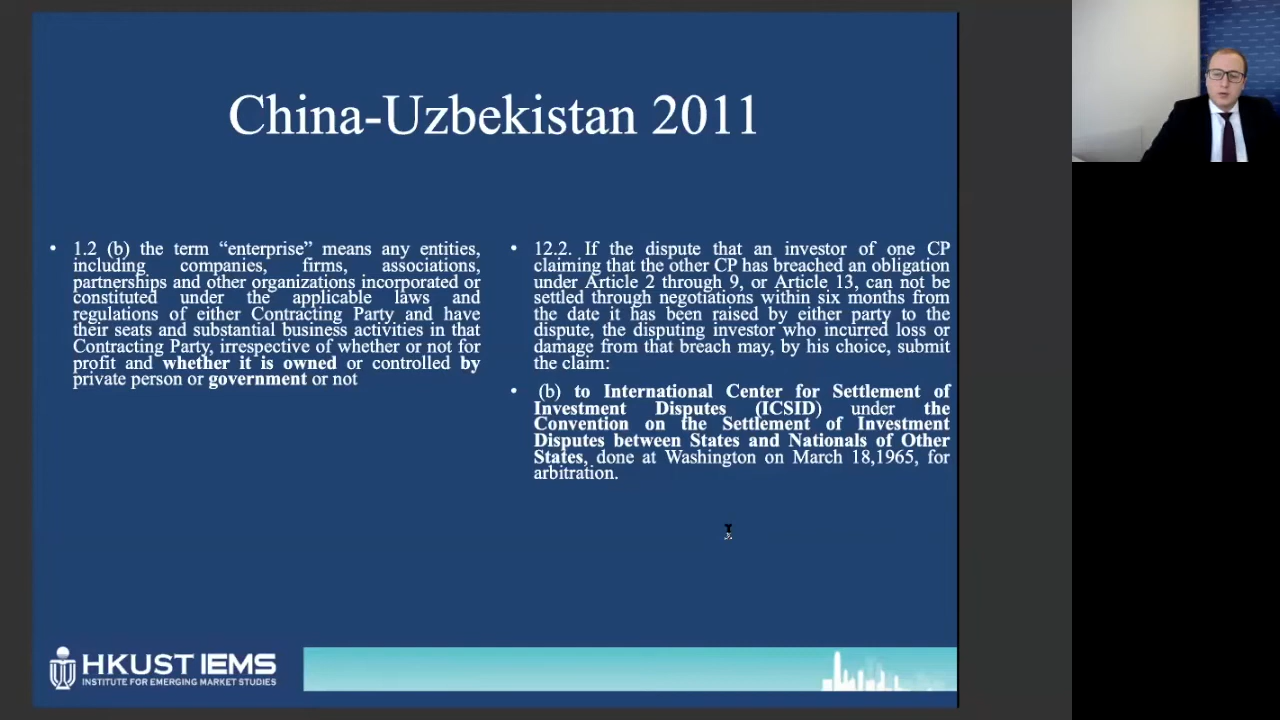 China-Uzbekistan 2011
• 1.2 (b) the term “enterprise” means any entities,
including companies, firms, associations,
partnerships and other organizations incorporated or
constituted under the applicable laws and
regulations of either Contracting Party and have
their seats and substantial business activities in that
Contracting Party, irrespective of whether or not for
profit and whether it is owned or controlled by
private person or government or not
• 12.2. If the dispute that an investor of one CP
claiming that the other CP has breached an obligation
under Article 2 through 9, or Article 13, can not be
settled through negotiations within six months from
the date it has been raised by either party to the
dispute, the disputing investor who incurred loss or
damage from that breach may, by his choice, submit
the claim:
• (b) to International Center for Settlement of
Investment Disputes (ICSID) under the
Convention on the Settlement of Investment
Disputes between States and Nationals of Other
States, done at Washington on March 18,1965, for
arbitration.
HKUST IEMS
INSTITUTE FOR EMERGING MARKET STUDIES